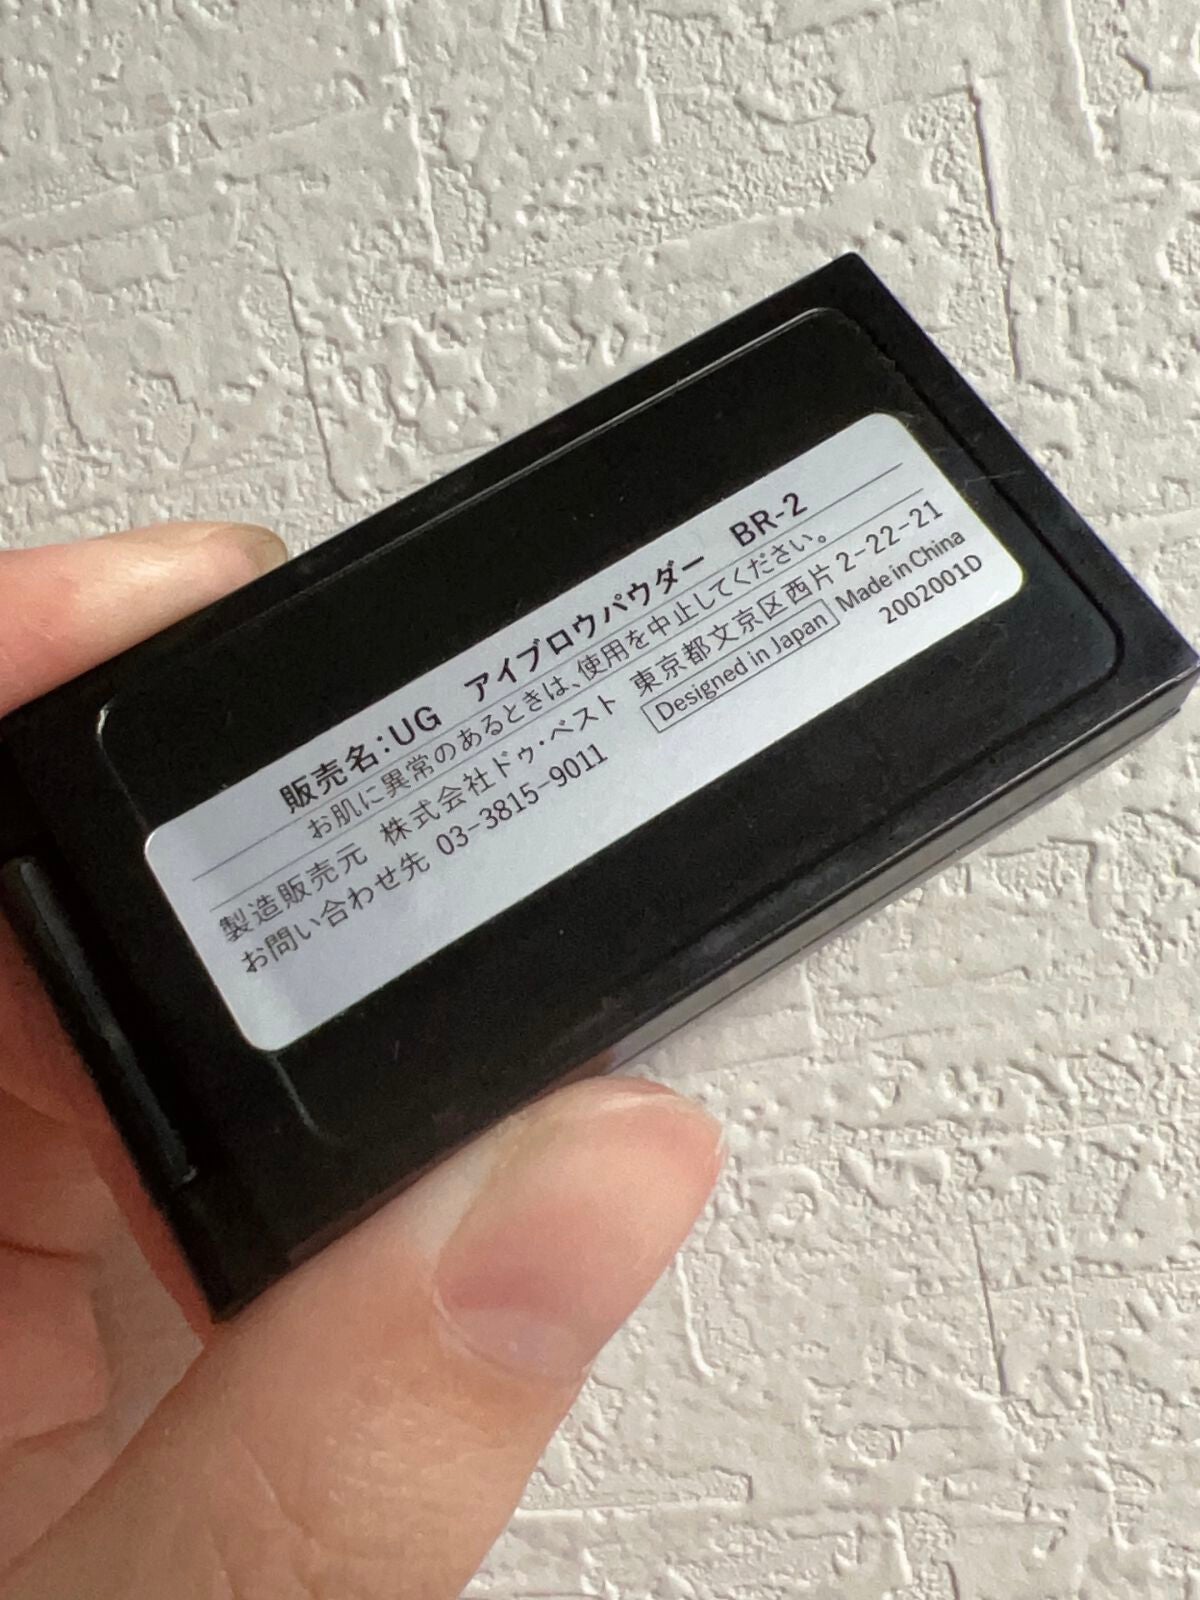 販売名：UG　アイブロウパウダー　BR-2
お肌に異常のあるときは、使用を中止してください。
製造販売元　株式会社ドゥ・ベスト　東京都文京区西片 2-22-21
お問い合わせ先 03-3815-9011　Designed in Japan Made in China
2002001D